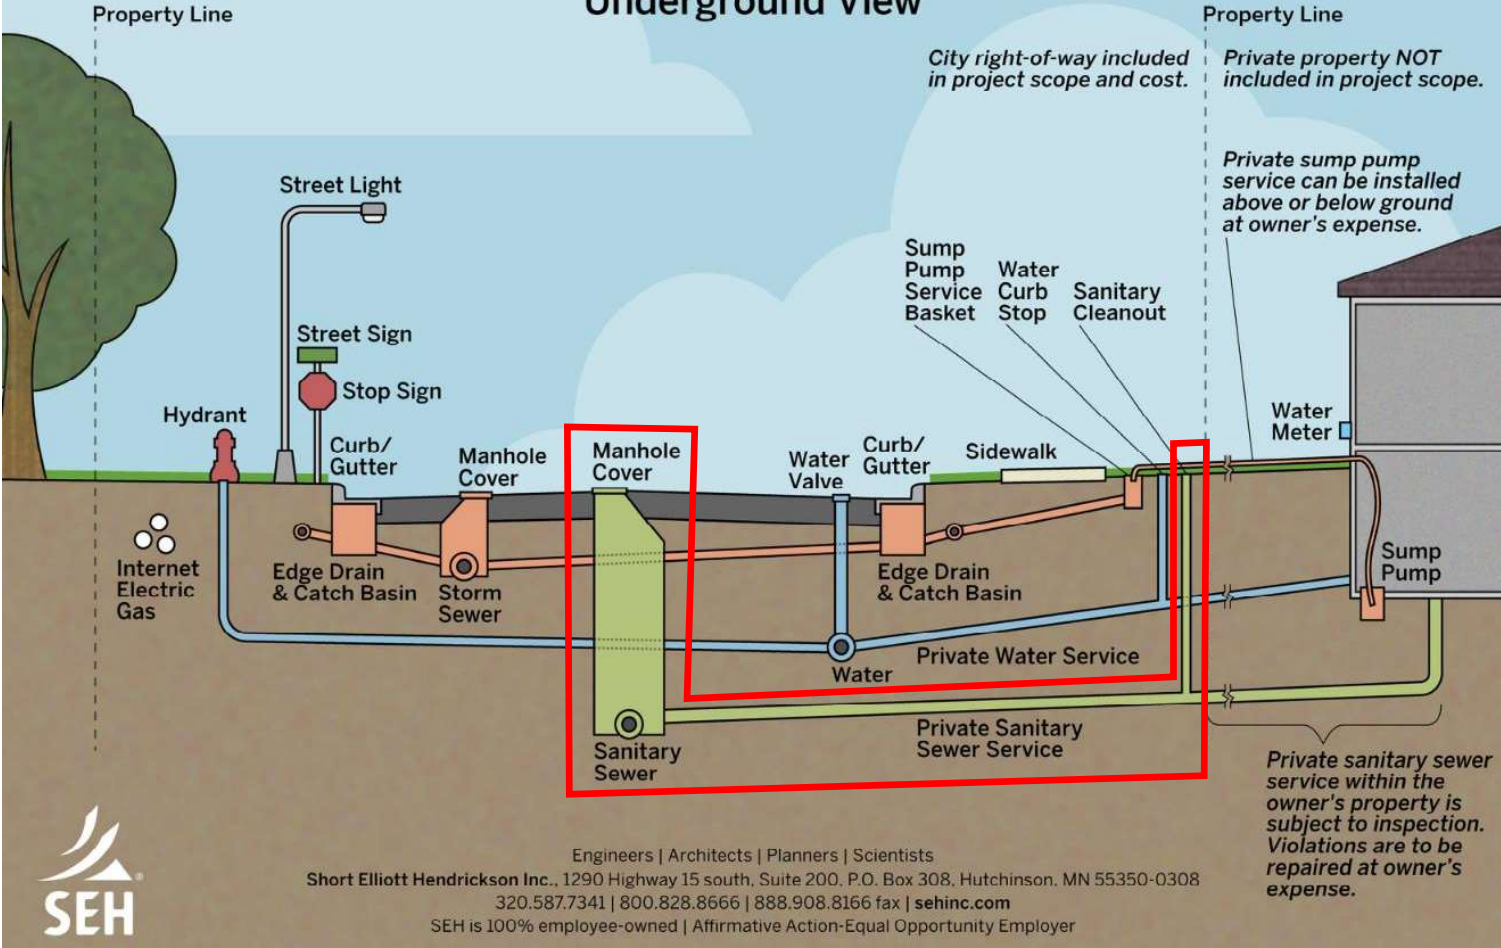 Underground View
Property Line
Property Line
City right-of-way included
in project scope and cost.
Private property NOT
included in project scope.
Private sump pump
service can be installed
above or below ground
at owner's expense.
Street Light
Sump
Pump
Service
Basket
Water
Curb
Stop
Sanitary
Cleanout
Street Sign
Stop Sign
Hydrant
Curb/
Gutter
Manhole
Cover
Manhole
Cover
Water
Valve
Curb/
Gutter
Sidewalk
Water
Meter
Internet
Electric
Gas
Edge Drain
& Catch Basin
Storm
Sewer
Edge Drain
& Catch Basin
Sump
Pump
Water
Private Water Service
Sanitary
Sewer
Private Sanitary
Sewer Service
Private sanitary sewer
service within the
owner's property is
subject to inspection.
Violations are to be
repaired at owner's
expense.
SEH®
Engineers | Architects | Planners | Scientists
Short Elliott Hendrickson Inc., 1290 Highway 15 south, Suite 200, P.O. Box 308, Hutchinson, MN 55350-0308
320.587.7341 | 800.828.8666 | 888.908.8166 fax | sehinc.com
SEH is 100% employee-owned | Affirmative Action-Equal Opportunity Employer